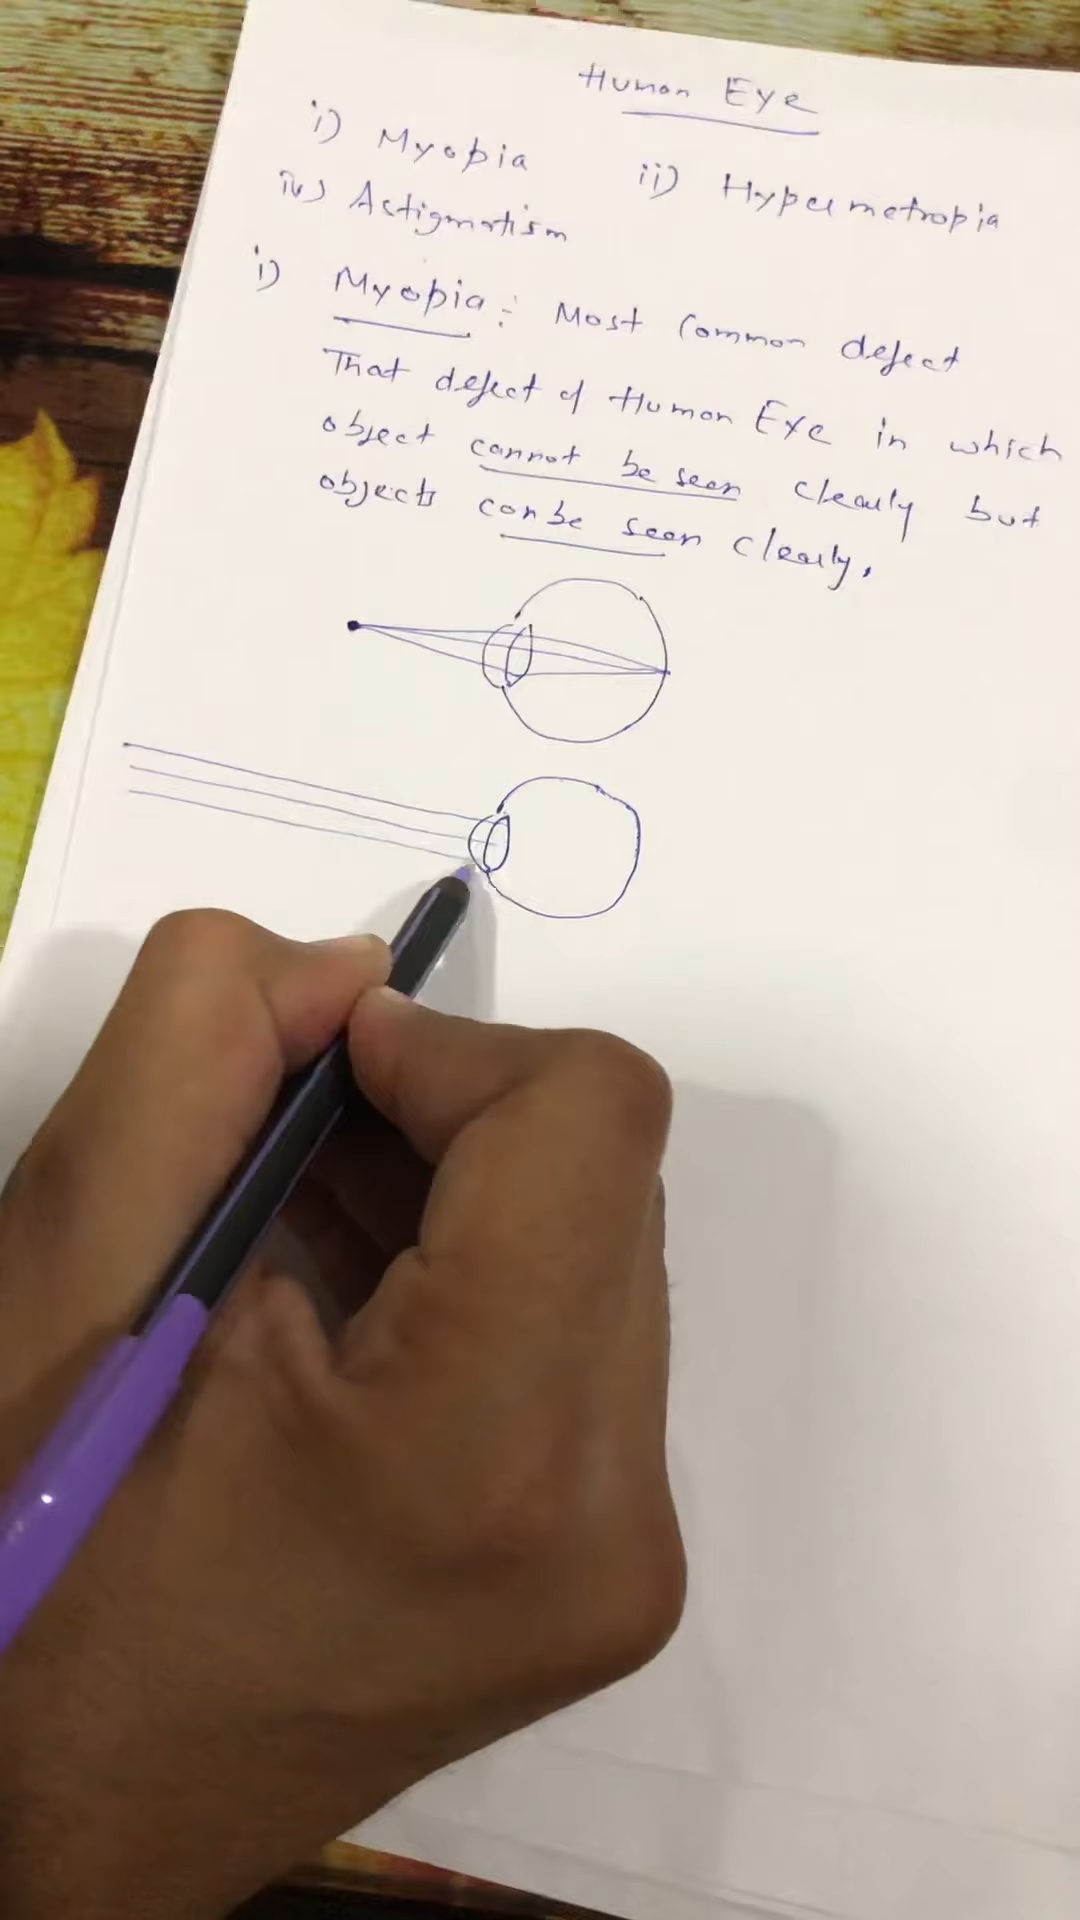 Human Eye
i) Myopia ii) Hypermetropia
iv) Astigmatism
i) Myopia :- Most Common defect
That defect of Human Eye in which
object cannot be seen clearly but
objects can be seen clearly.